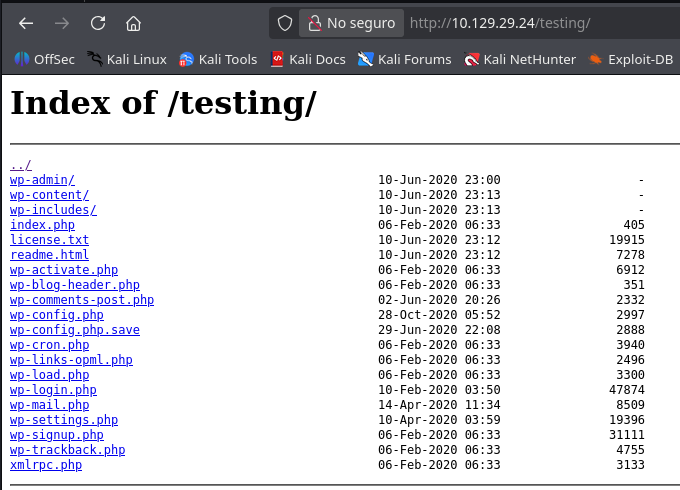 No seguro http://10.129.29.24/testing/
OffSec Kali Linux Kali Tools Kali Docs Kali Forums Kali NetHunter Exploit-DB
Index of /testing/
../
wp-admin/ 10-Jun-2020 23:00 -
wp-content/ 10-Jun-2020 23:13 -
wp-includes/ 10-Jun-2020 23:13 -
index.php 06-Feb-2020 06:33 405
license.txt 10-Jun-2020 23:12 19915
readme.html 10-Jun-2020 23:12 7278
wp-activate.php 06-Feb-2020 06:33 6912
wp-blog-header.php 06-Feb-2020 06:33 351
wp-comments-post.php 02-Jun-2020 20:26 2332
wp-config.php 28-Oct-2020 05:52 2997
wp-config.php.save 29-Jun-2020 22:08 2888
wp-cron.php 06-Feb-2020 06:33 3940
wp-links-opml.php 06-Feb-2020 06:33 2496
wp-load.php 06-Feb-2020 06:33 3300
wp-login.php 10-Feb-2020 03:50 47874
wp-mail.php 14-Apr-2020 11:34 8509
wp-settings.php 10-Apr-2020 03:59 19396
wp-signup.php 06-Feb-2020 06:33 31111
wp-trackback.php 06-Feb-2020 06:33 4755
xmlrpc.php 06-Feb-2020 06:33 3133